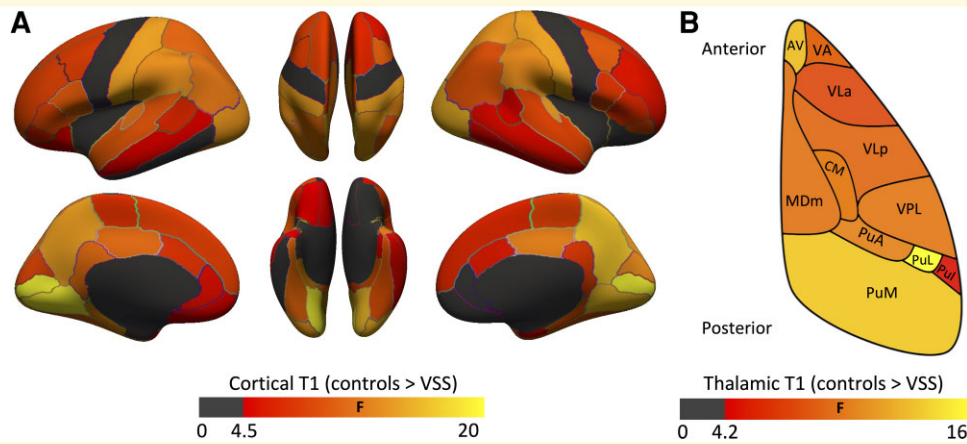 A
B
Anterior
AV
VA
VLa
VLp
CM
MDm
VPL
PuA
PuL
PuI
PuM
Posterior
Cortical T1 (controls > VSS)
F
0 4.5 20
Thalamic T1 (controls > VSS)
F
0 4.2 16